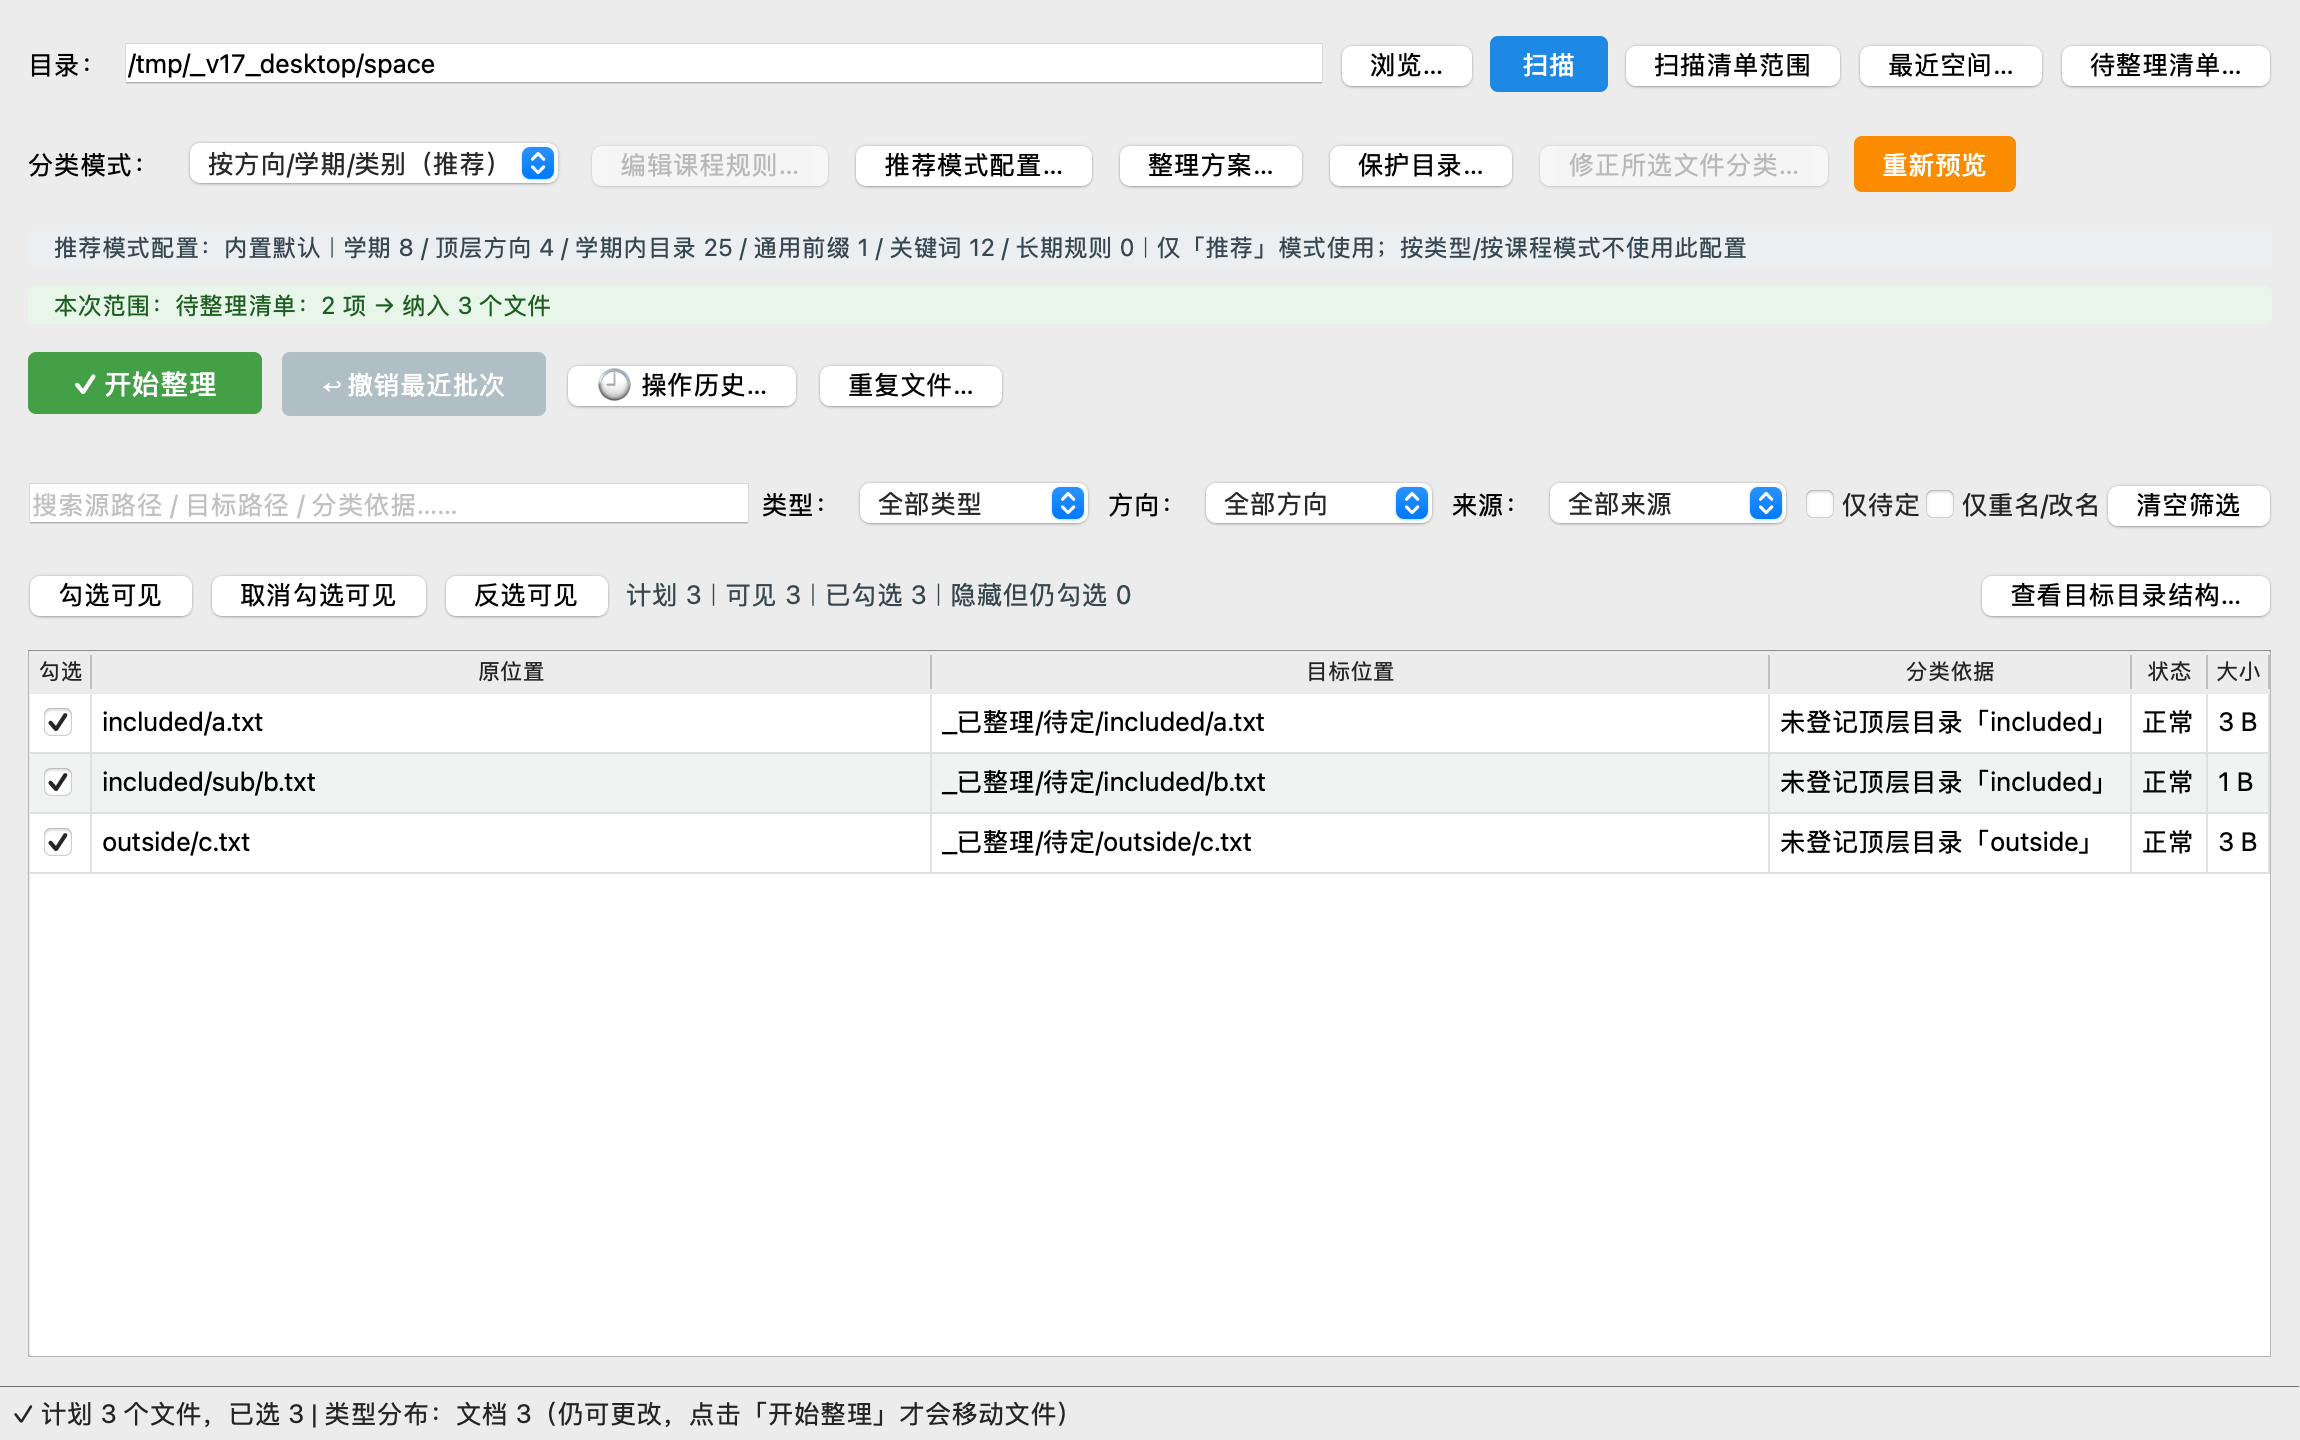 目录： /tmp/_v17_desktop/space 浏览... 扫描 扫描清单范围 最近空间... 待整理清单...
分类模式： 按方向/学期/类别（推荐） 编辑课程规则... 推荐模式配置... 整理方案... 保护目录... 修正所选文件分类... 重新预览
推荐模式配置：内置默认 | 学期 8 / 顶层方向 4 / 学期内目录 25 / 通用前缀 1 / 关键词 12 / 长期规则 0 | 仅「推荐」模式使用；按类型/按课程模式不使用此配置
本次范围：待整理清单：2 项 → 纳入 3 个文件
✓ 开始整理 ↩ 撤销最近批次 操作历史... 重复文件...
搜索源路径 / 目标路径 / 分类依据…… 类型： 全部类型 方向： 全部方向 来源： 全部来源 仅待定 仅重名/改名 清空筛选
勾选可见 取消勾选可见 反选可见 计划 3 | 可见 3 | 已勾选 3 | 隐藏但仍勾选 0 查看目标目录结构...
勾选 原位置 目标位置 分类依据 状态 大小
included/a.txt _已整理/待定/included/a.txt 未登记顶层目录「included」 正常 3 B
included/sub/b.txt _已整理/待定/included/b.txt 未登记顶层目录「included」 正常 1 B
outside/c.txt _已整理/待定/outside/c.txt 未登记顶层目录「outside」 正常 3 B
✓ 计划 3 个文件，已选 3 | 类型分布：文档 3（仍可更改，点击「开始整理」才会移动文件）